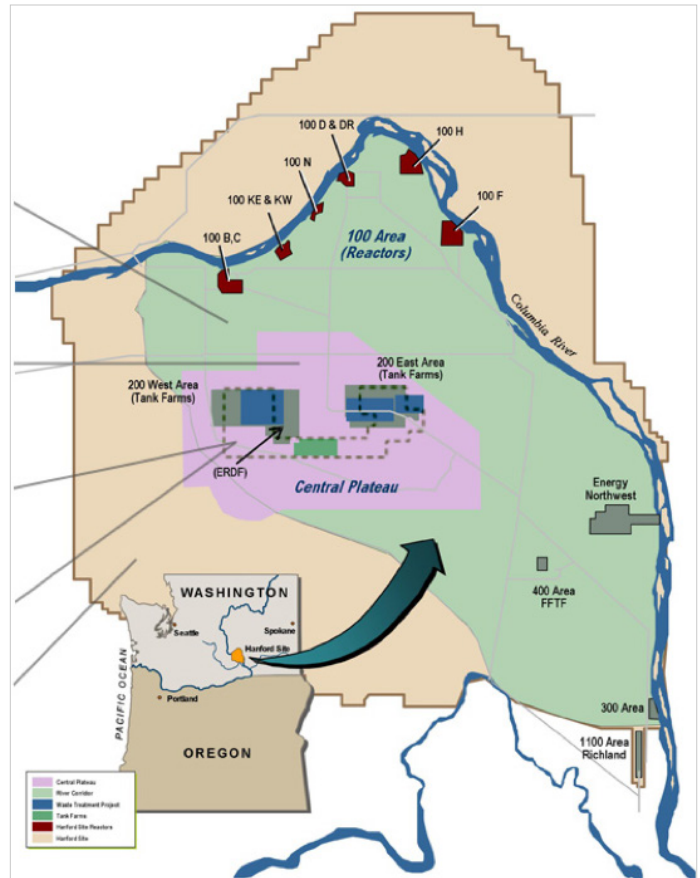 100 D & DR
100 H
100 N
100 KE & KW
100 F
100 B,C
100 Area
(Reactors)
Columbia River
200 West Area
(Tank Farms)
200 East Area
(Tank Farms)
(ERDF)
Central Plateau
Energy
Northwest
400 Area
FFTF
WASHINGTON
Seattle
Spokane
Hanford Site
Portland
PACIFIC OCEAN
OREGON
300 Area
1100 Area
Richland
Central Plateau
River Corridor
Waste Treatment Project
Tank Farms
Hanford Site Reactors
Hanford Site